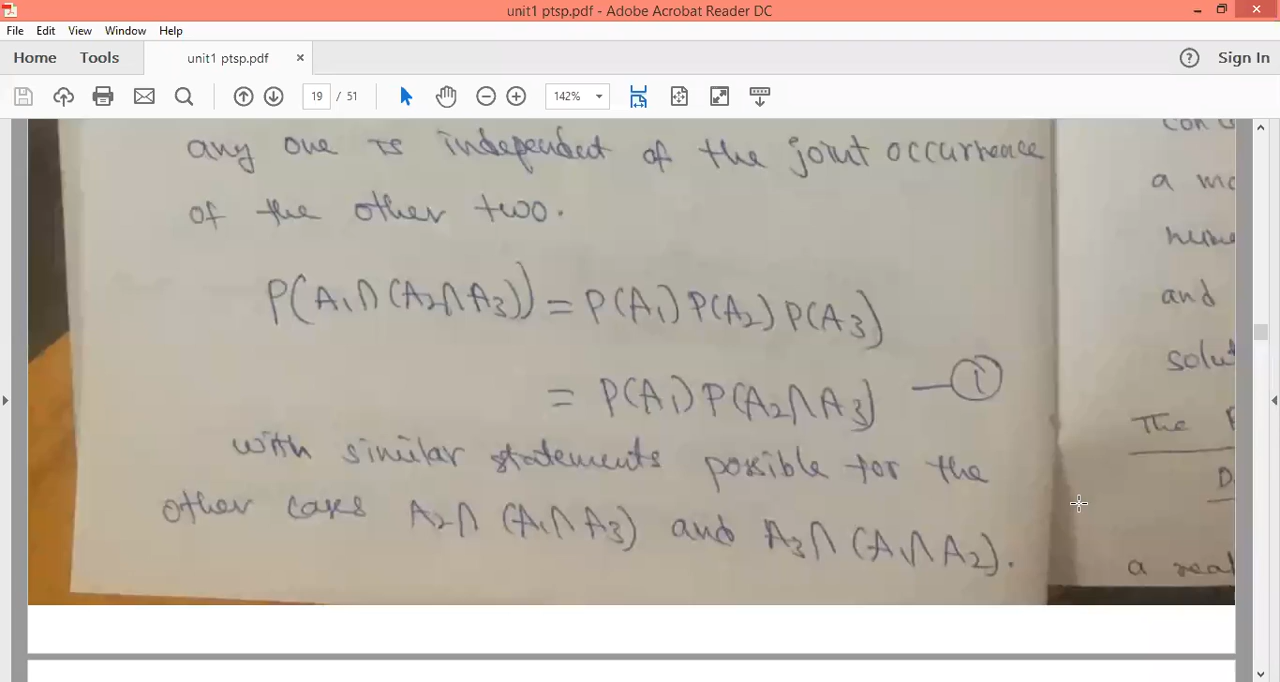 unit1 ptsp.pdf - Adobe Acrobat Reader DC
File Edit View Window Help
Home Tools unit1 ptsp.pdf × ? Sign In
19 / 51 142%
any one is independent of the joint occurrence
of the other two.
P(A1∩(A2∩A3)) = P(A1) P(A2) P(A3)
= P(A1) P(A2∩A3) — ①
with similar statements possible for the
other cases A2∩ (A1∩A3) and A3∩ (A1∩A2).
a
and
The
D
a real